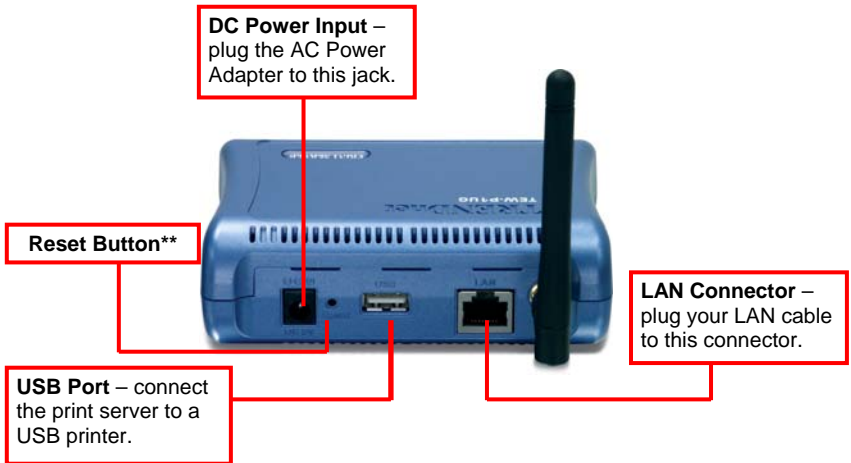 DC Power Input –
plug the AC Power
Adapter to this jack.
TEW-P1UG
TRENDnet
Reset Button**
USB
LAN
LAN Connector –
plug your LAN cable
to this connector.
USB Port – connect
the print server to a
USB printer.